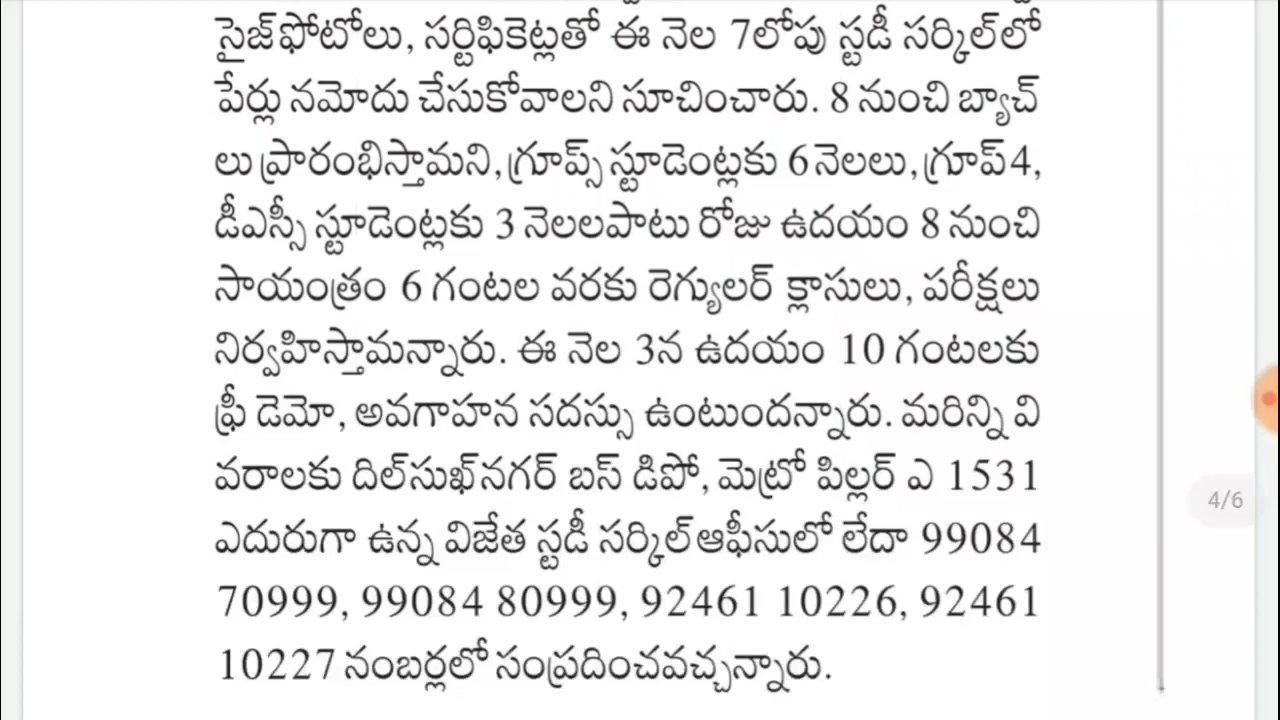 సైజ్‌ఫోటోలు, సర్టిఫికెట్లతో ఈ నెల 7లోపు స్టడీ సర్కిల్‌లో
పేర్లు నమోదు చేసుకోవాలని సూచించారు. 8 నుంచి బ్యాచ్
లు ప్రారంభిస్తామని, గ్రూప్స్ స్టూడెంట్లకు 6నెలలు, గ్రూప్4,
డీఎస్సీ స్టూడెంట్లకు 3 నెలలపాటు రోజు ఉదయం 8 నుంచి
సాయంత్రం 6 గంటల వరకు రెగ్యులర్ క్లాసులు, పరీక్షలు
నిర్వహిస్తామన్నారు. ఈ నెల 3న ఉదయం 10 గంటలకు
ఫ్రీ డెమో, అవగాహన సదస్సు ఉంటుందన్నారు. మరిన్ని వి
వరాలకు దిల్‌సుఖ్‌నగర్ బస్ డిపో, మెట్రో పిల్లర్ ఎ 1531
ఎదురుగా ఉన్న విజేత స్టడీ సర్కిల్ ఆఫీసులో లేదా 99084
70999, 99084 80999, 92461 10226, 92461
10227 నంబర్లలో సంప్రదించవచ్చన్నారు.
4/6